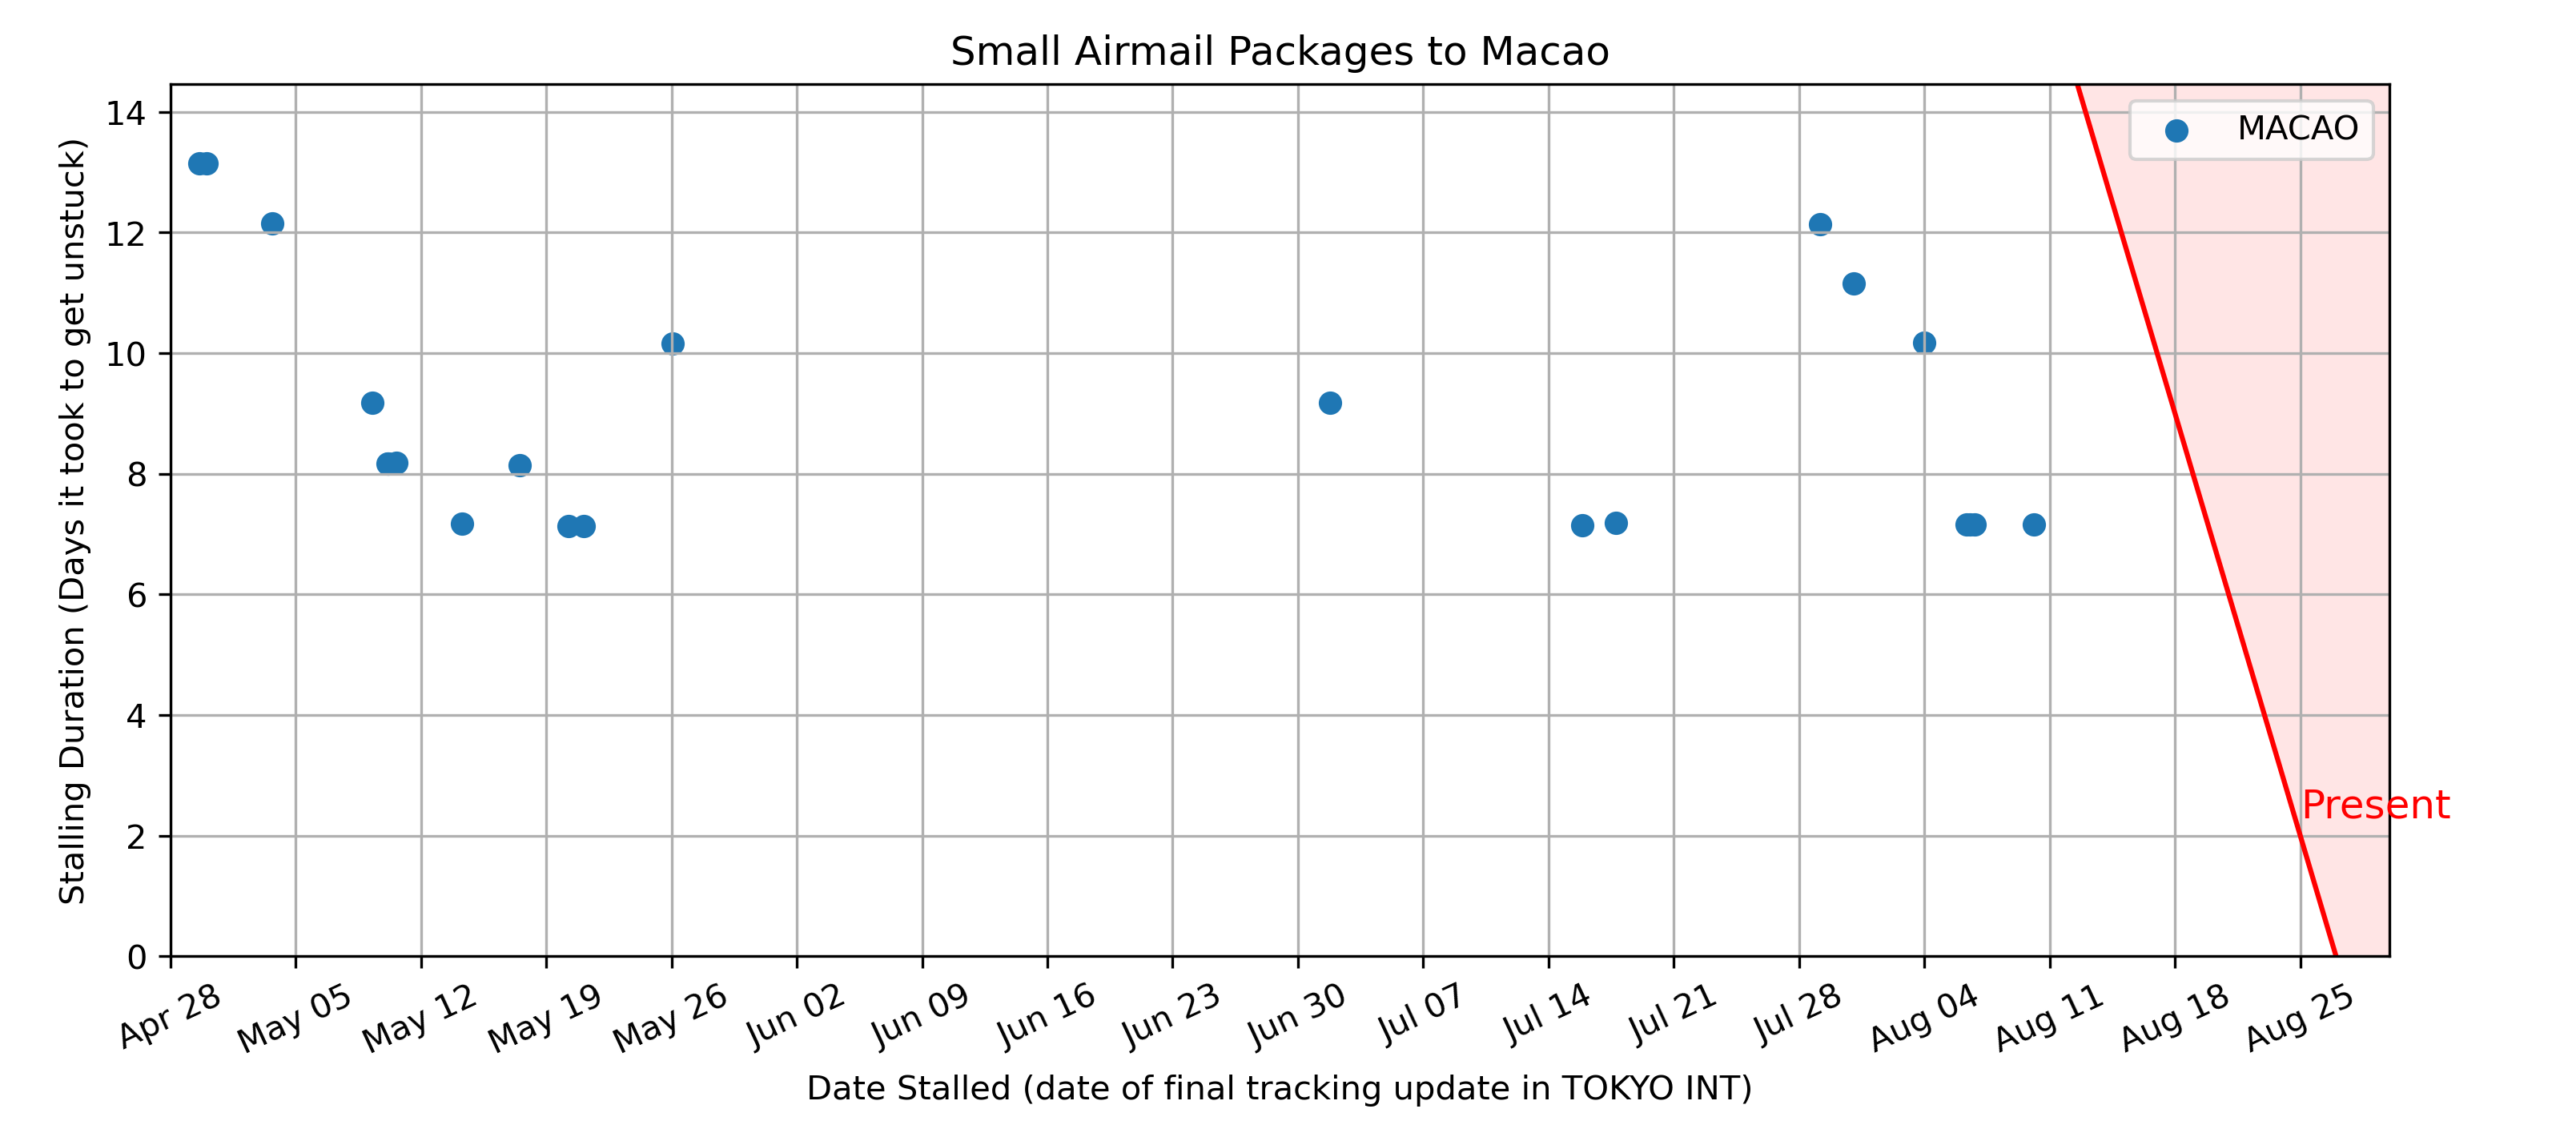 Small Airmail Packages to Macao
MACAO
Stalling Duration (Days it took to get unstuck)
14
12
10
8
6
4
2
0
Present
Apr 28
May 05
May 12
May 19
May 26
Jun 02
Jun 09
Jun 16
Jun 23
Jun 30
Jul 07
Jul 14
Jul 21
Jul 28
Aug 04
Aug 11
Aug 18
Aug 25
Date Stalled (date of final tracking update in TOKYO INT)